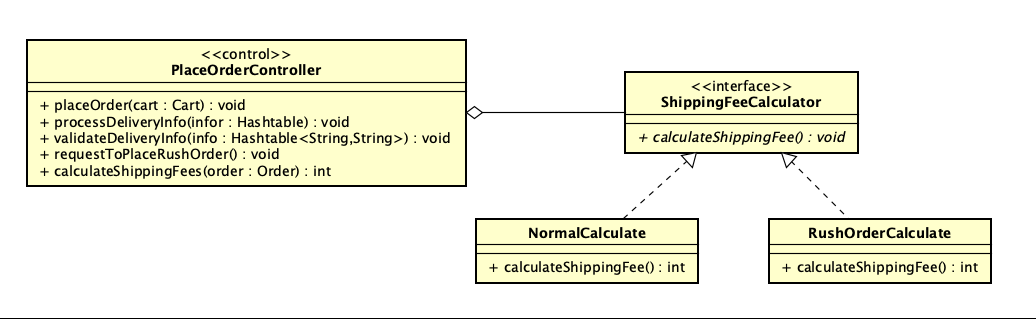 <<control>>
PlaceOrderController
+ placeOrder(cart : Cart) : void
+ processDeliveryInfo(infor : Hashtable) : void
+ validateDeliveryInfo(info : Hashtable<String,String>) : void
+ requestToPlaceRushOrder() : void
+ calculateShippingFees(order : Order) : int
<<interface>>
ShippingFeeCalculator
+ calculateShippingFee() : void
NormalCalculate
+ calculateShippingFee() : int
RushOrderCalculate
+ calculateShippingFee() : int